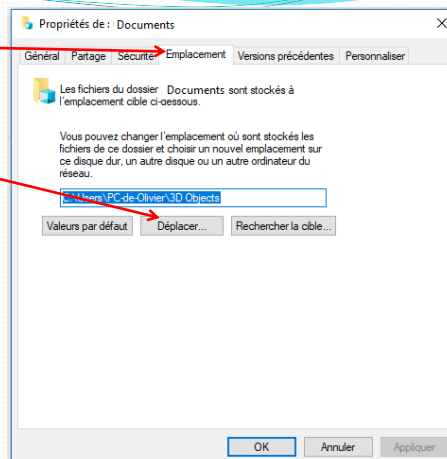 Propriétés de : Documents
Général Partage Sécurité Emplacement Versions précédentes Personnaliser
Les fichiers du dossier Documents sont stockés à
l'emplacement cible ci-dessous.
Vous pouvez changer l'emplacement où sont stockés les
fichiers de ce dossier et choisir un nouvel emplacement sur
ce disque dur, un autre disque ou un autre ordinateur du
réseau.
C:\Users\PC-de-Olivier\3D Objects
Valeurs par défaut Déplacer... Rechercher la cible...
OK Annuler Appliquer